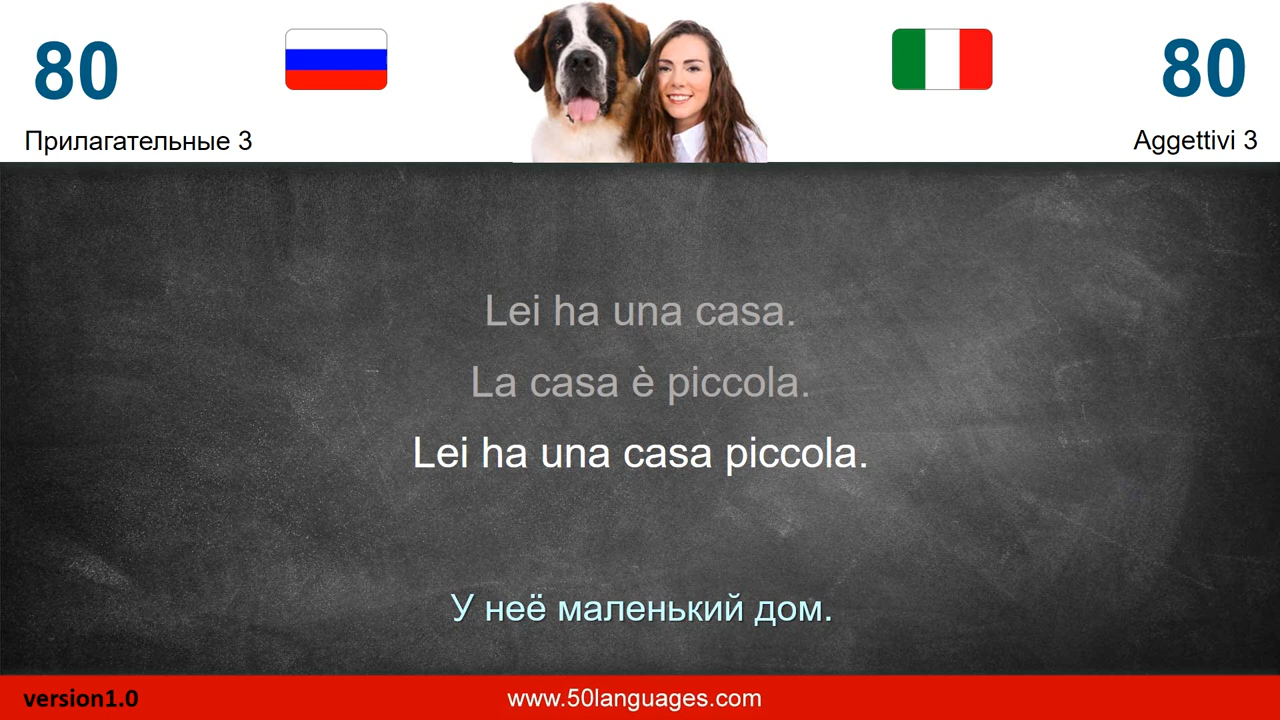 80
80
Прилагательные 3
Aggettivi 3
Lei ha una casa.
La casa è piccola.
Lei ha una casa piccola.
У неё маленький дом.
version1.0
www.50languages.com